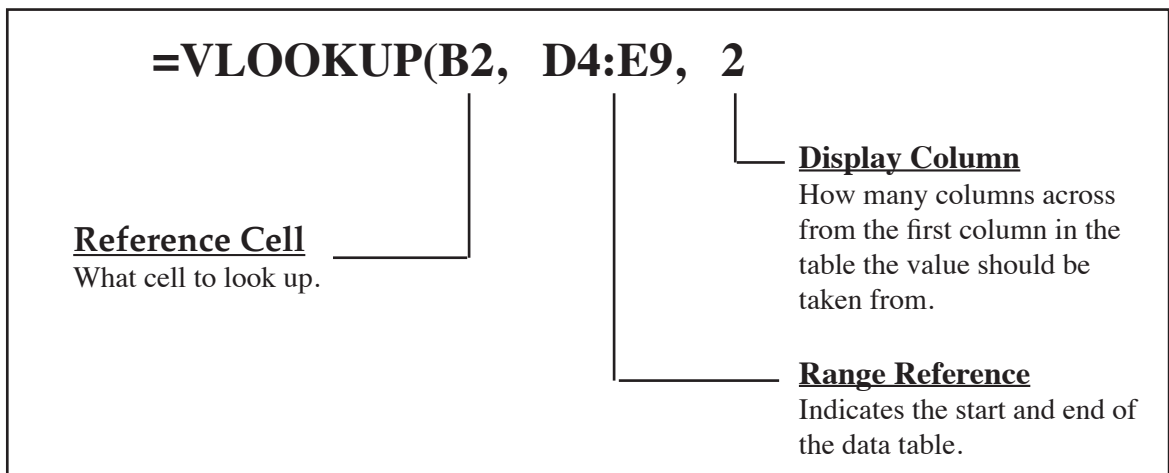 =VLOOKUP(B2, D4:E9, 2
Display Column
How many columns across
from the first column in the
table the value should be
taken from.
Reference Cell
What cell to look up.
Range Reference
Indicates the start and end of
the data table.